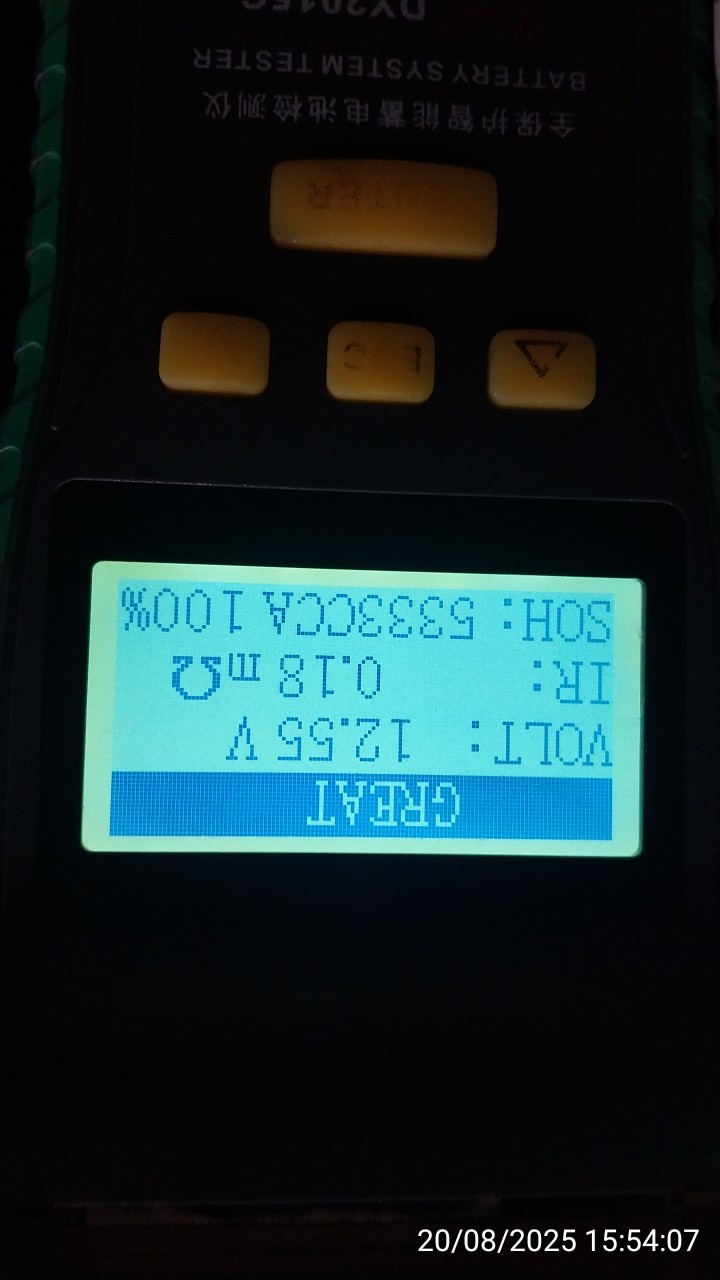 GREAT
VOLT: 12.55 V
IR: 0.18 mΩ
SOH: 5333CCA 100%
全保护智能蓄电池检测仪
BATTERY SYSTEM TESTER
DY2015C
20/08/2025 15:54:07